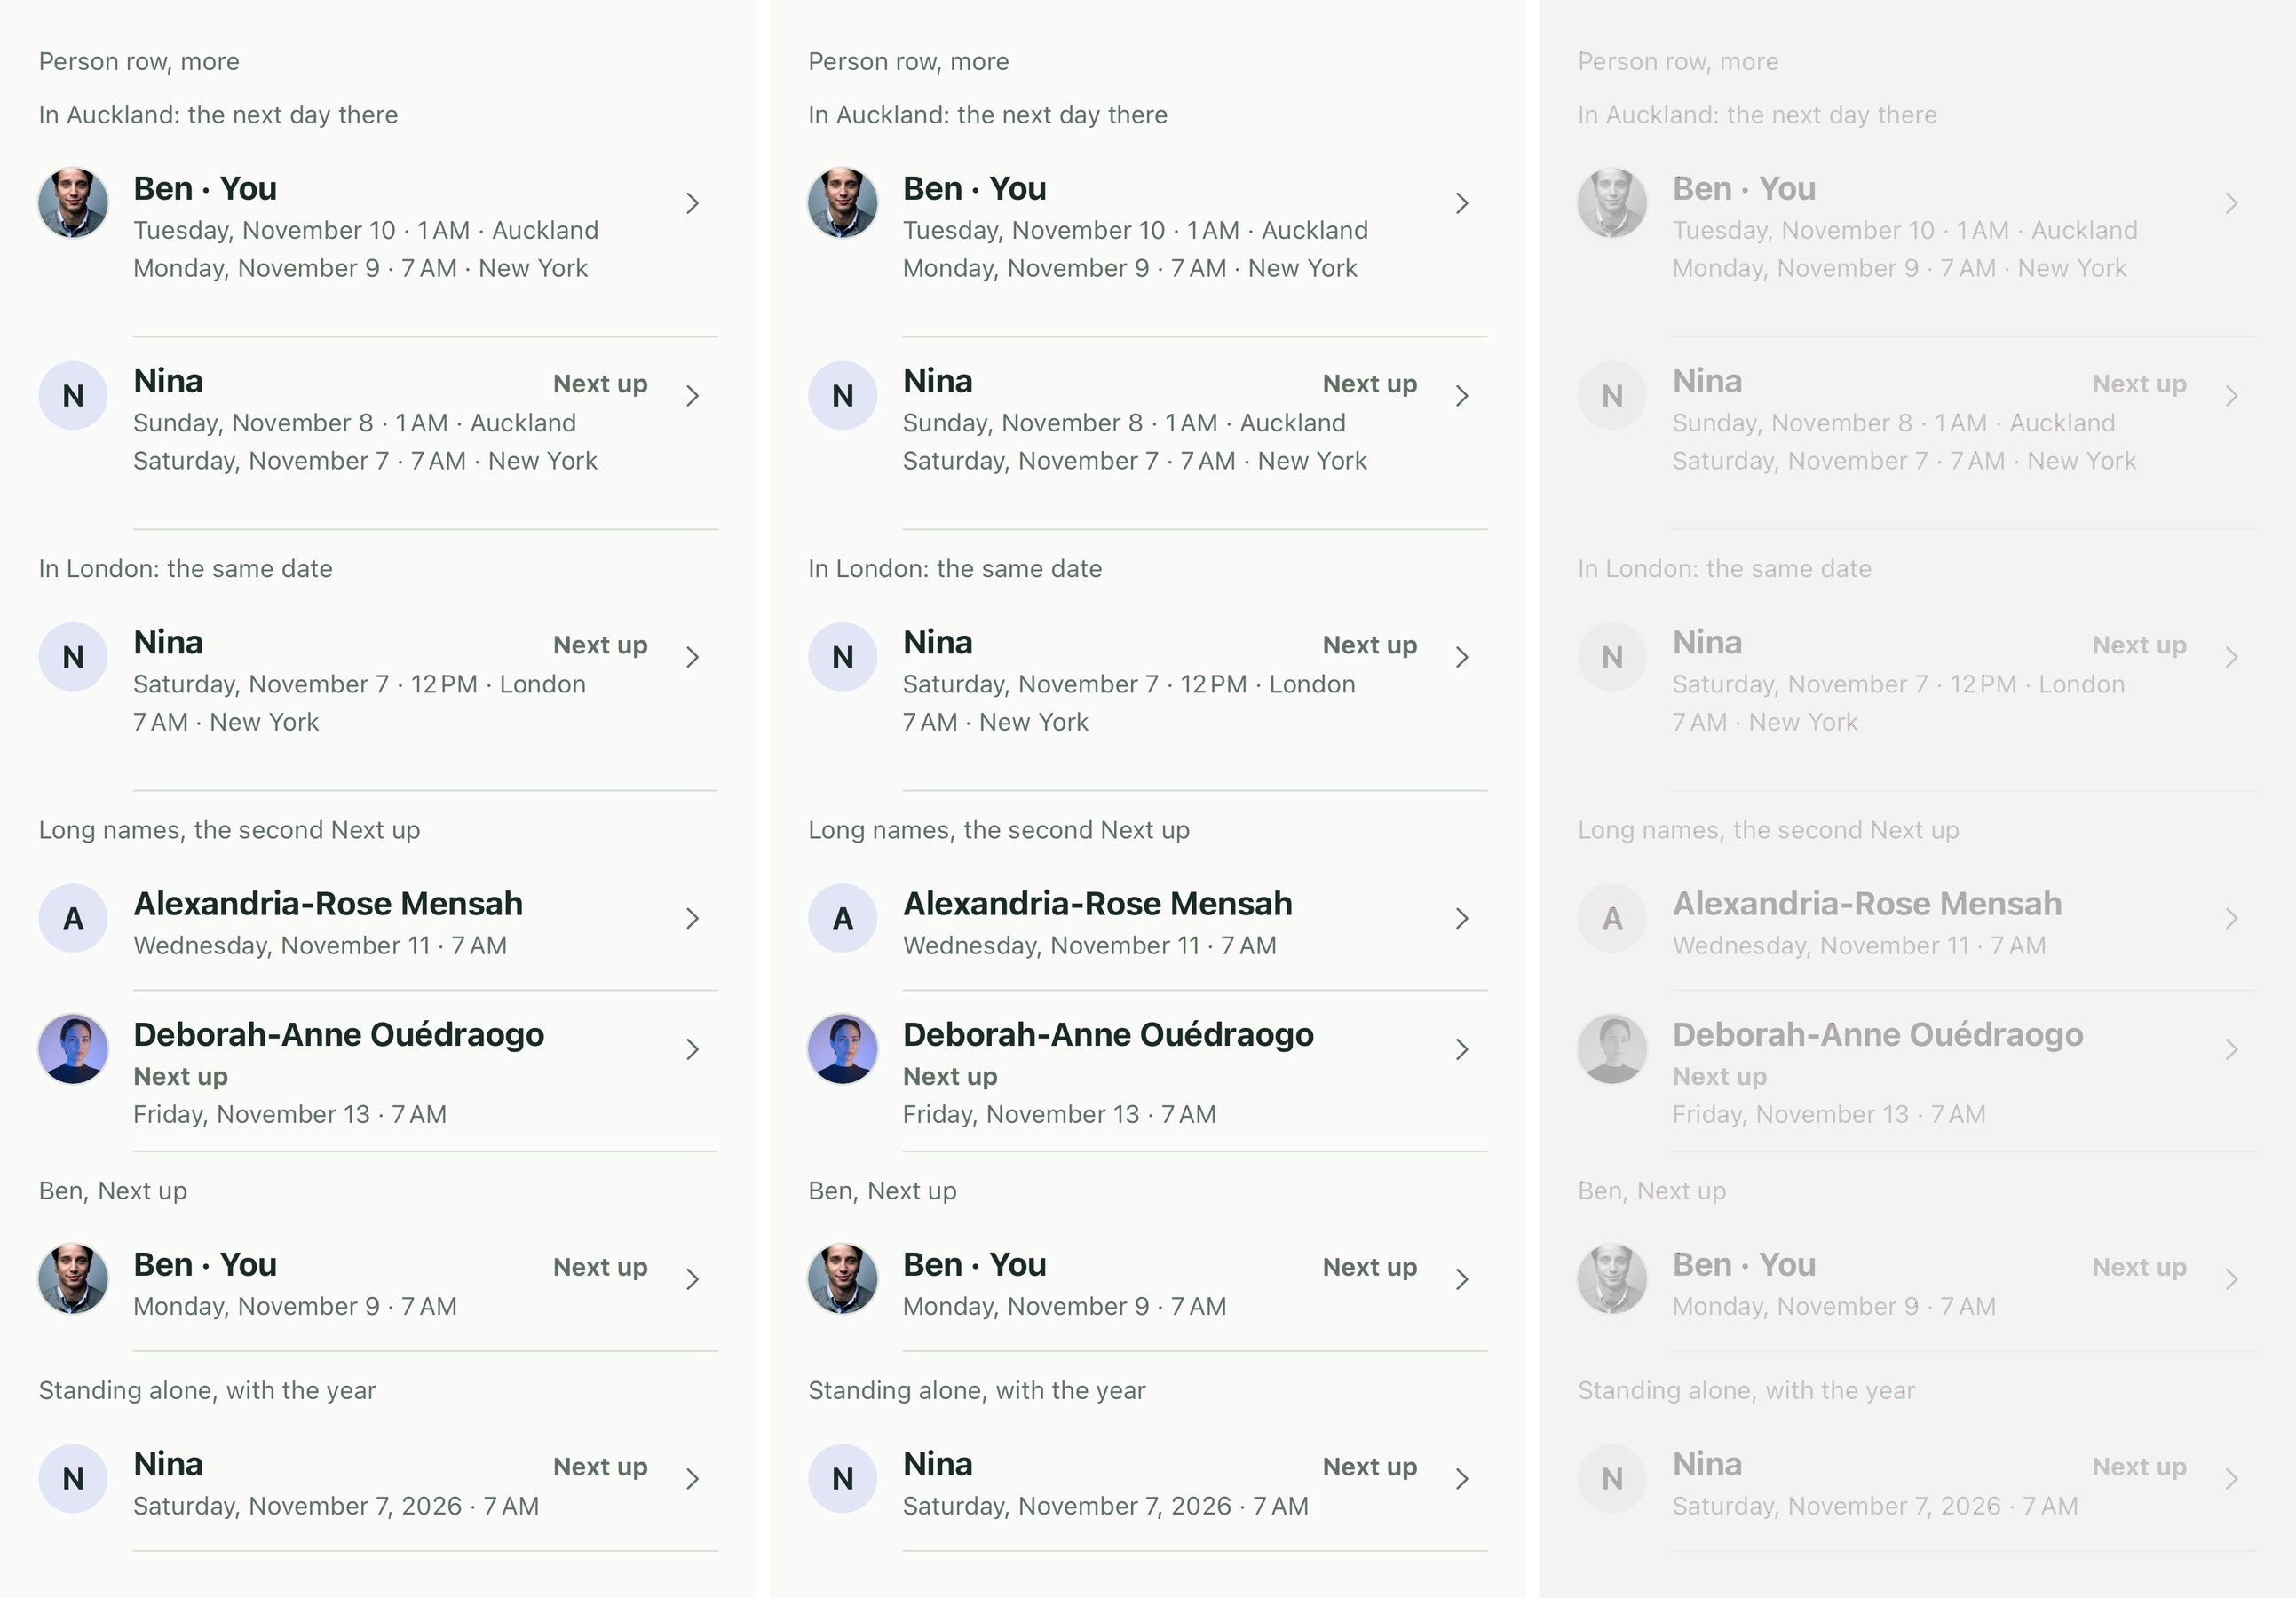 Person row, more
In Auckland: the next day there
Ben · You
Tuesday, November 10 · 1 AM · Auckland
Monday, November 9 · 7 AM · New York
N
Nina
Next up
Sunday, November 8 · 1 AM · Auckland
Saturday, November 7 · 7 AM · New York
In London: the same date
N
Nina
Next up
Saturday, November 7 · 12 PM · London
7 AM · New York
Long names, the second Next up
A
Alexandria-Rose Mensah
Wednesday, November 11 · 7 AM
Deborah-Anne Ouédraogo
Next up
Friday, November 13 · 7 AM
Ben, Next up
Ben · You
Next up
Monday, November 9 · 7 AM
Standing alone, with the year
N
Nina
Next up
Saturday, November 7, 2026 · 7 AM
Person row, more
In Auckland: the next day there
Ben · You
Tuesday, November 10 · 1 AM · Auckland
Monday, November 9 · 7 AM · New York
N
Nina
Next up
Sunday, November 8 · 1 AM · Auckland
Saturday, November 7 · 7 AM · New York
In London: the same date
N
Nina
Next up
Saturday, November 7 · 12 PM · London
7 AM · New York
Long names, the second Next up
A
Alexandria-Rose Mensah
Wednesday, November 11 · 7 AM
Deborah-Anne Ouédraogo
Next up
Friday, November 13 · 7 AM
Ben, Next up
Ben · You
Next up
Monday, November 9 · 7 AM
Standing alone, with the year
N
Nina
Next up
Saturday, November 7, 2026 · 7 AM
Person row, more
In Auckland: the next day there
Ben · You
Tuesday, November 10 · 1 AM · Auckland
Monday, November 9 · 7 AM · New York
N
Nina
Next up
Sunday, November 8 · 1 AM · Auckland
Saturday, November 7 · 7 AM · New York
In London: the same date
N
Nina
Next up
Saturday, November 7 · 12 PM · London
7 AM · New York
Long names, the second Next up
A
Alexandria-Rose Mensah
Wednesday, November 11 · 7 AM
Deborah-Anne Ouédraogo
Next up
Friday, November 13 · 7 AM
Ben, Next up
Ben · You
Next up
Monday, November 9 · 7 AM
Standing alone, with the year
N
Nina
Next up
Saturday, November 7, 2026 · 7 AM